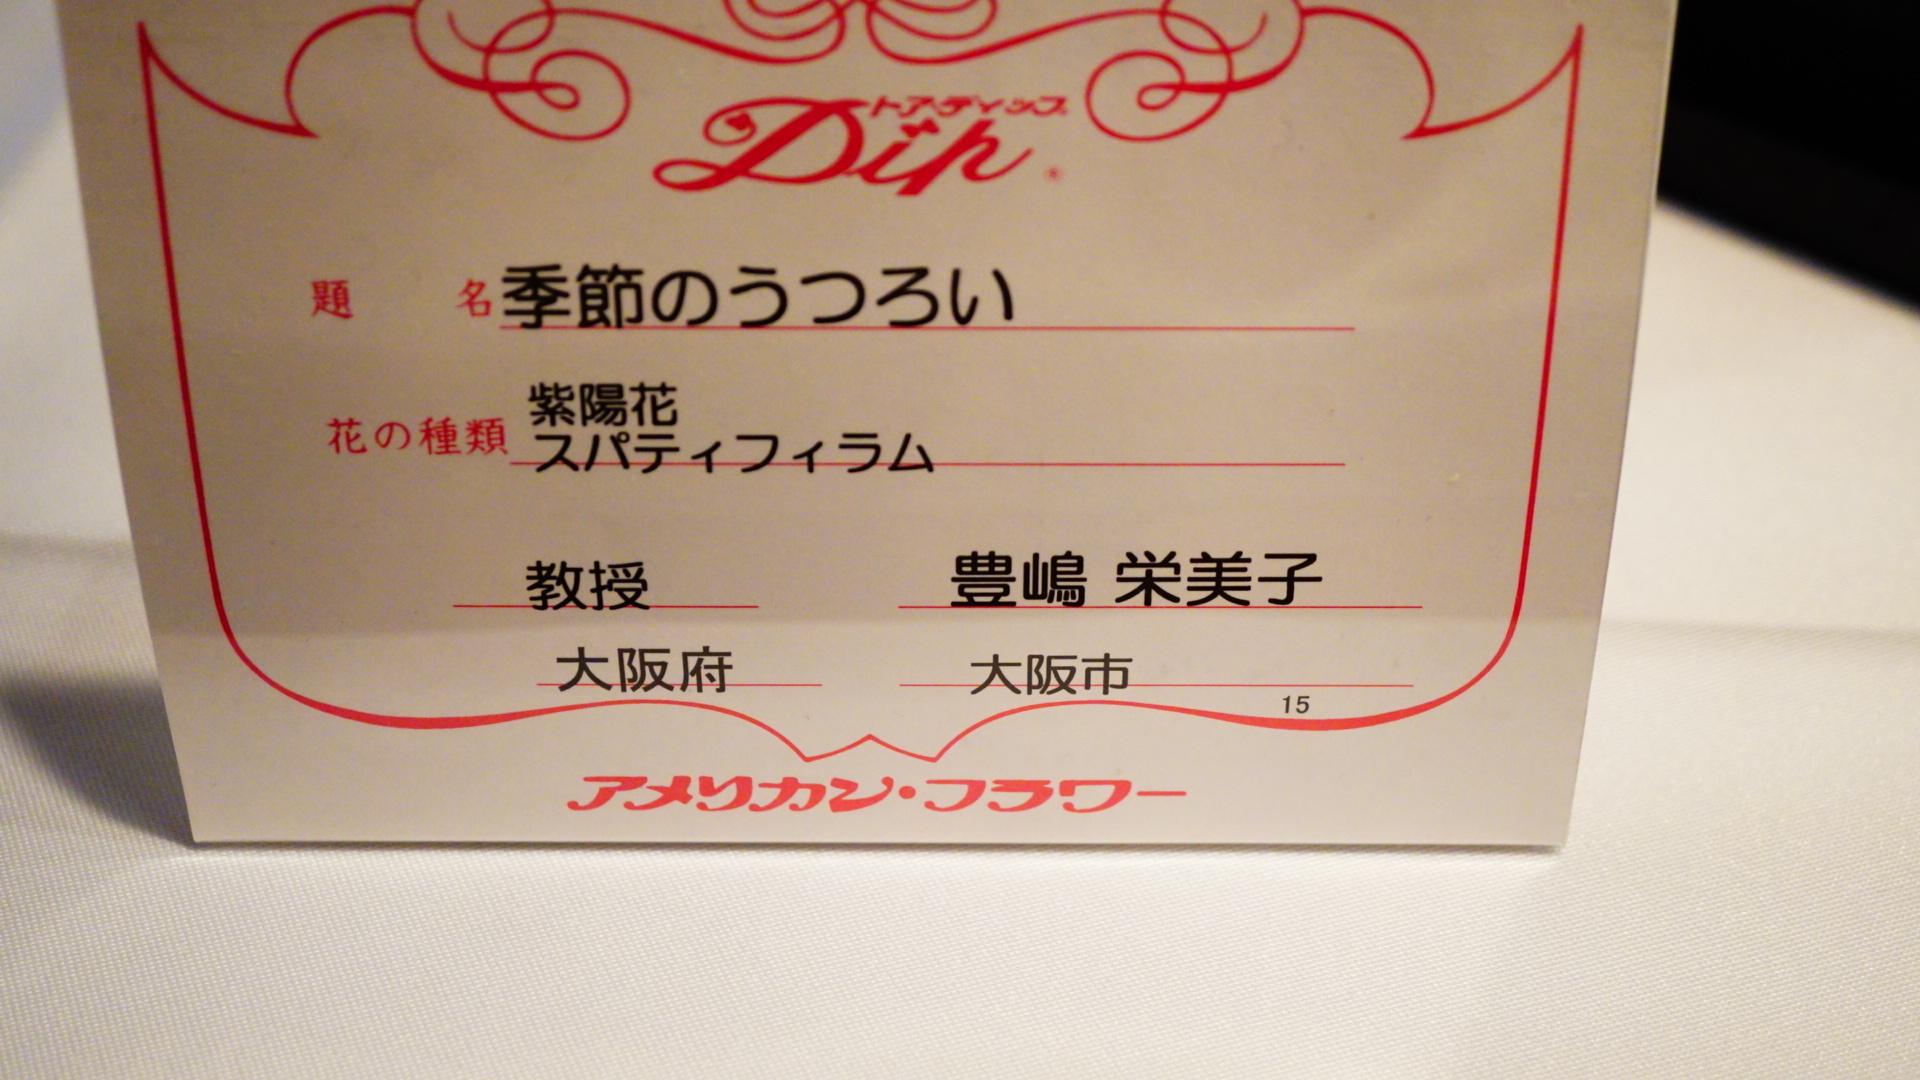 トア・ディップ
Dip ®
題名 季節のうつろい
花の種類 紫陽花
スパティフィラム
教授 豊嶋 栄美子
大阪府 大阪市
15
アメリカン・フラワー